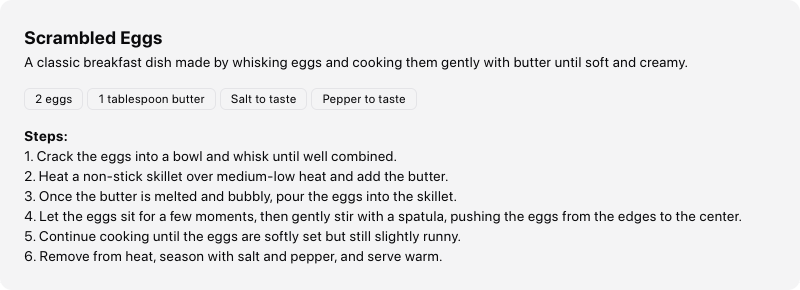 Scrambled Eggs
A classic breakfast dish made by whisking eggs and cooking them gently with butter until soft and creamy.
2 eggs 1 tablespoon butter Salt to taste Pepper to taste
Steps:
1. Crack the eggs into a bowl and whisk until well combined.
2. Heat a non-stick skillet over medium-low heat and add the butter.
3. Once the butter is melted and bubbly, pour the eggs into the skillet.
4. Let the eggs sit for a few moments, then gently stir with a spatula, pushing the eggs from the edges to the center.
5. Continue cooking until the eggs are softly set but still slightly runny.
6. Remove from heat, season with salt and pepper, and serve warm.